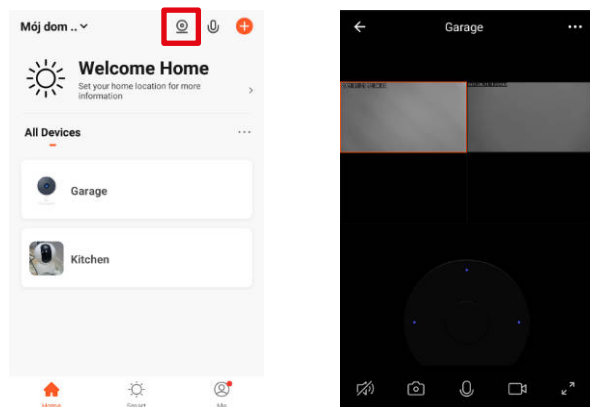 Mój dom ..
Welcome Home
Set your home location for more
information
All Devices
Garage
Kitchen
Home
Smart
Me
Garage